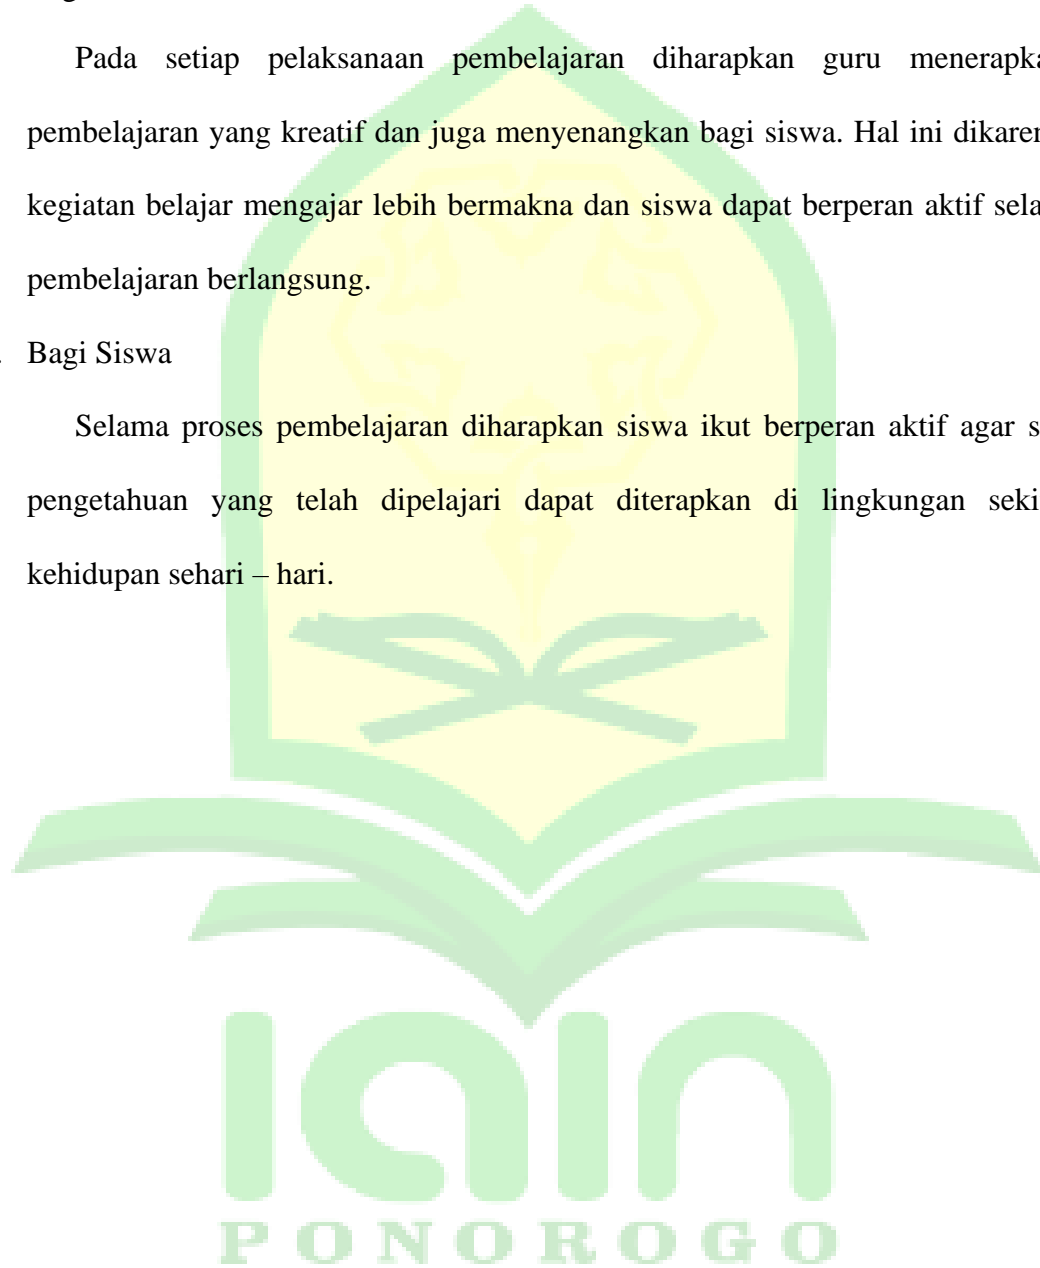 Pada setiap pelaksanaan pembelajaran diharapkan guru menerapka
pembelajaran yang kreatif dan juga menyenangkan bagi siswa. Hal ini dikaren
kegiatan belajar mengajar lebih bermakna dan siswa dapat berperan aktif sela
pembelajaran berlangsung.
Bagi Siswa
Selama proses pembelajaran diharapkan siswa ikut berperan aktif agar s
pengetahuan yang telah dipelajari dapat diterapkan di lingkungan seki
kehidupan sehari – hari.
IAIN
PONOROGO